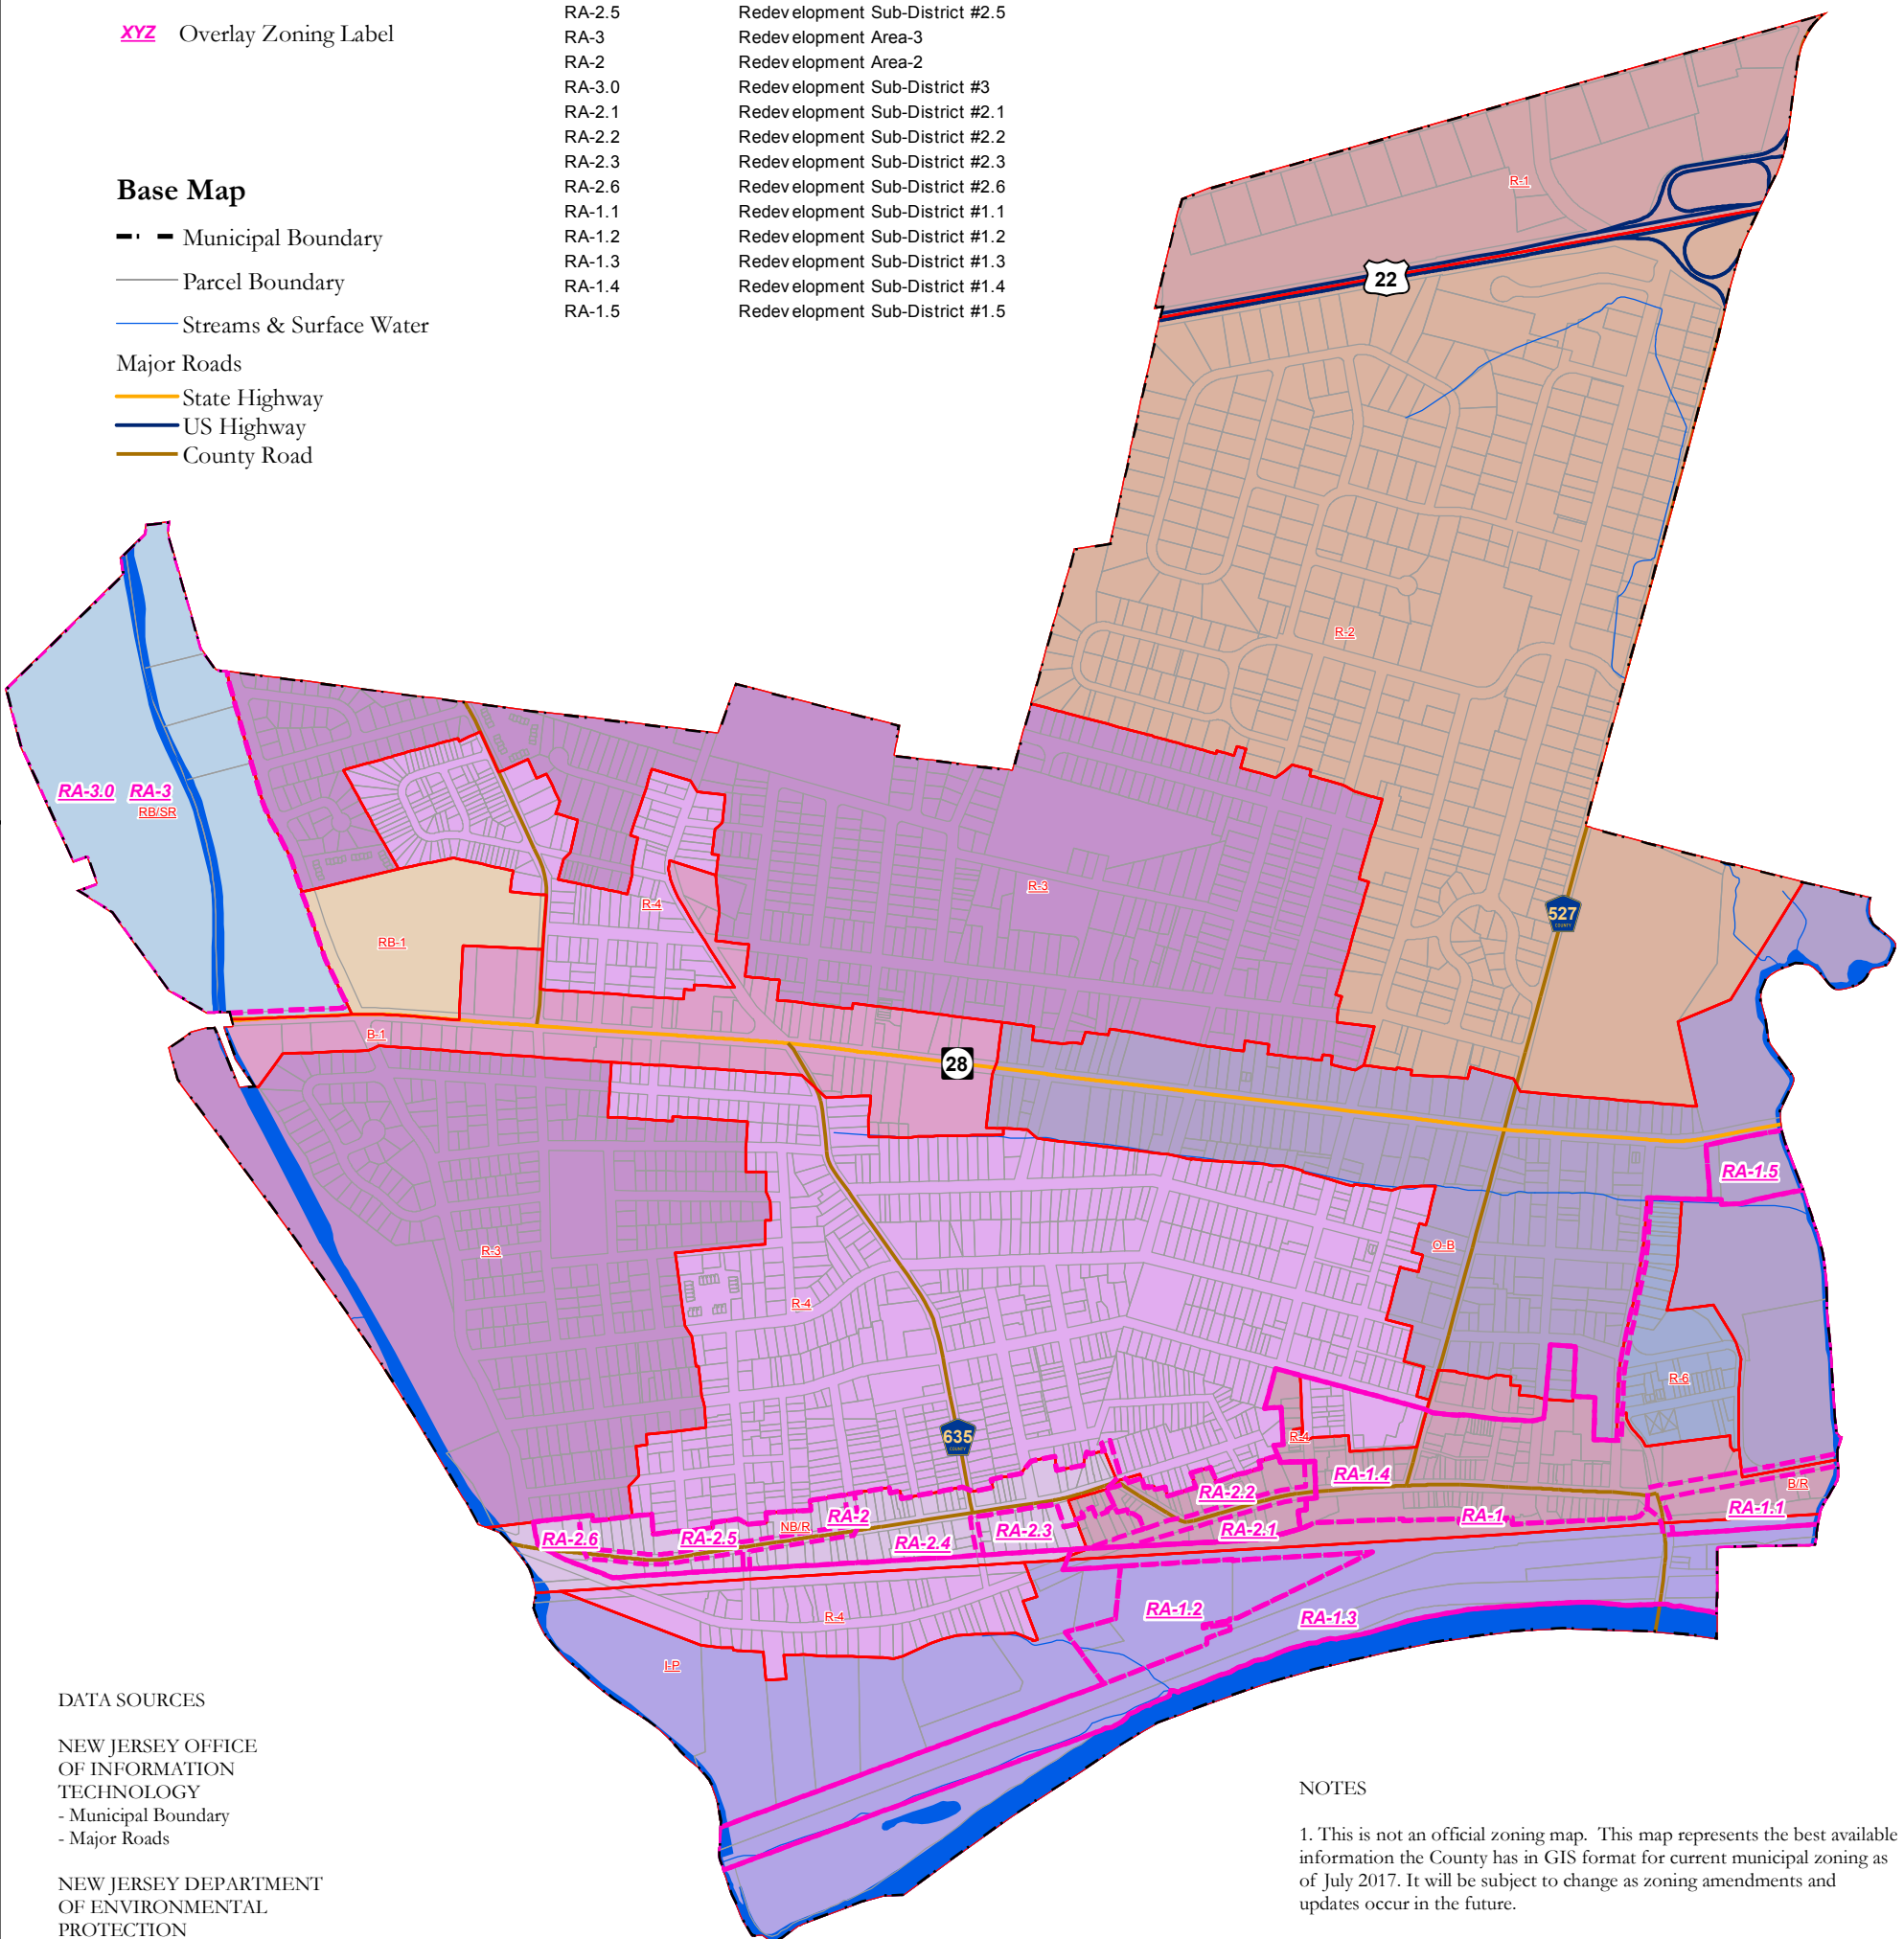 XYZ Overlay Zoning Label
RA-2.5 Redevelopment Sub-District #2.5
RA-3 Redevelopment Area-3
RA-2 Redevelopment Area-2
RA-3.0 Redevelopment Sub-District #3
RA-2.1 Redevelopment Sub-District #2.1
RA-2.2 Redevelopment Sub-District #2.2
RA-2.3 Redevelopment Sub-District #2.3
RA-2.6 Redevelopment Sub-District #2.6
RA-1.1 Redevelopment Sub-District #1.1
RA-1.2 Redevelopment Sub-District #1.2
RA-1.3 Redevelopment Sub-District #1.3
RA-1.4 Redevelopment Sub-District #1.4
RA-1.5 Redevelopment Sub-District #1.5
Base Map
Municipal Boundary
Parcel Boundary
Streams & Surface Water
Major Roads
State Highway
US Highway
County Road
R-1
22
R-2
RA-3.0 RA-3
RB/SR
R-3
R-4
527
COUNTY
RB-1
B-1
28
RA-1.5
R-3
O-B
R-4
R-6
635
COUNTY
R-4
RA-1.4
RA-2.2
B/R
RA-1.1
RA-2
RA-1
NB/R
RA-2.6
RA-2.5
RA-2.4
RA-2.3
RA-2.1
RA-1.2
RA-1.3
R-4
I-P
DATA SOURCES
NEW JERSEY OFFICE
OF INFORMATION
TECHNOLOGY
- Municipal Boundary
- Major Roads
NEW JERSEY DEPARTMENT
OF ENVIRONMENTAL
PROTECTION
NOTES
1. This is not an official zoning map. This map represents the best available
information the County has in GIS format for current municipal zoning as
of July 2017. It will be subject to change as zoning amendments and
updates occur in the future.